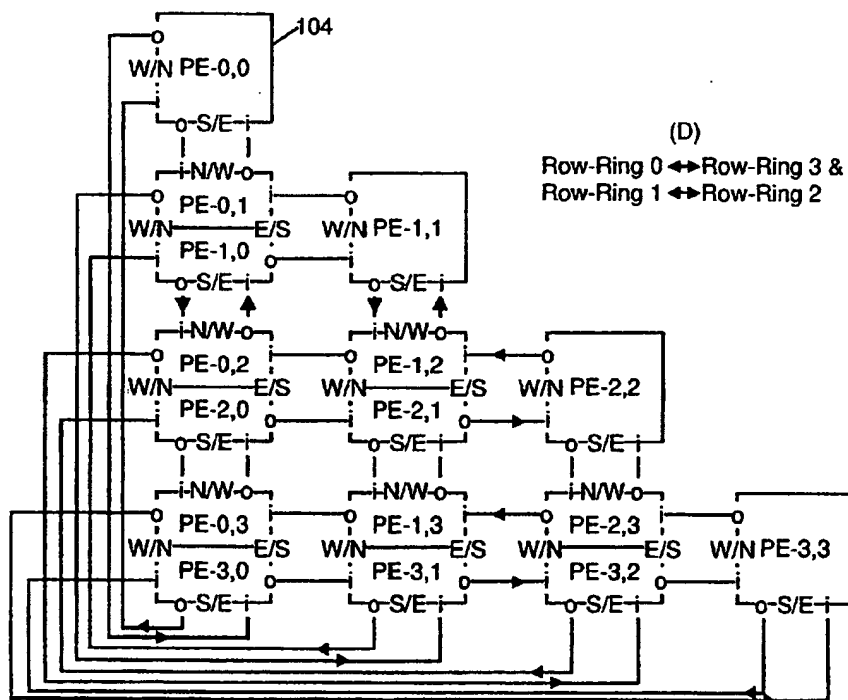 104
o
W/N PE-0,0
i
o S/E i
(D)
Row-Ring 0 ↔ Row-Ring 3 &
Row-Ring 1 ↔ Row-Ring 2
i N/W o
o PE-0,1 i o
W/N E/S W/N PE-1,1
i PE-1,0 o i
o S/E i o S/E i
i N/W o i N/W o
o PE-0,2 i o PE-1,2 i o
W/N E/S W/N E/S W/N PE-2,2
i PE-2,0 o i PE-2,1 o i
o S/E i o S/E i o S/E i
i N/W o i N/W o i N/W o
o PE-0,3 i o PE-1,3 i o PE-2,3 i o
W/N E/S W/N E/S W/N E/S W/N PE-3,3
i PE-3,0 o i PE-3,1 o i PE-3,2 o i
o S/E i o S/E i o S/E i o S/E i